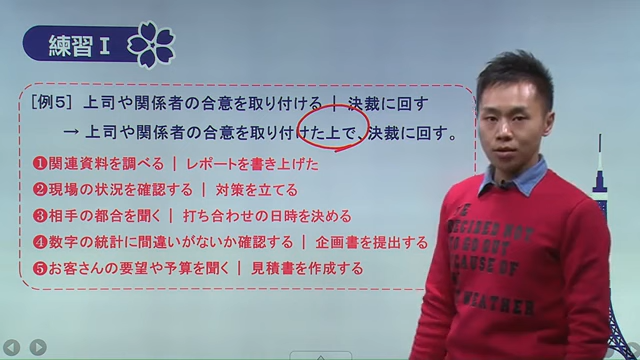 練習Ⅰ
［例５］ 上司や関係者の合意を取り付ける｜ 決裁に回す
→ 上司や関係者の合意を取り付けた上で、決裁に回す。
❶関連資料を調べる｜ レポートを書き上げた
❷現場の状況を確認する｜ 対策を立てる
❸相手の都合を聞く｜ 打ち合わせの日時を決める
❹数字の統計に間違いがないか確認する｜ 企画書を提出する
❺お客さんの要望や予算を聞く｜ 見積書を作成する
DECIDED NOT
TO GO OUT
CAUSE OF
WEATHER